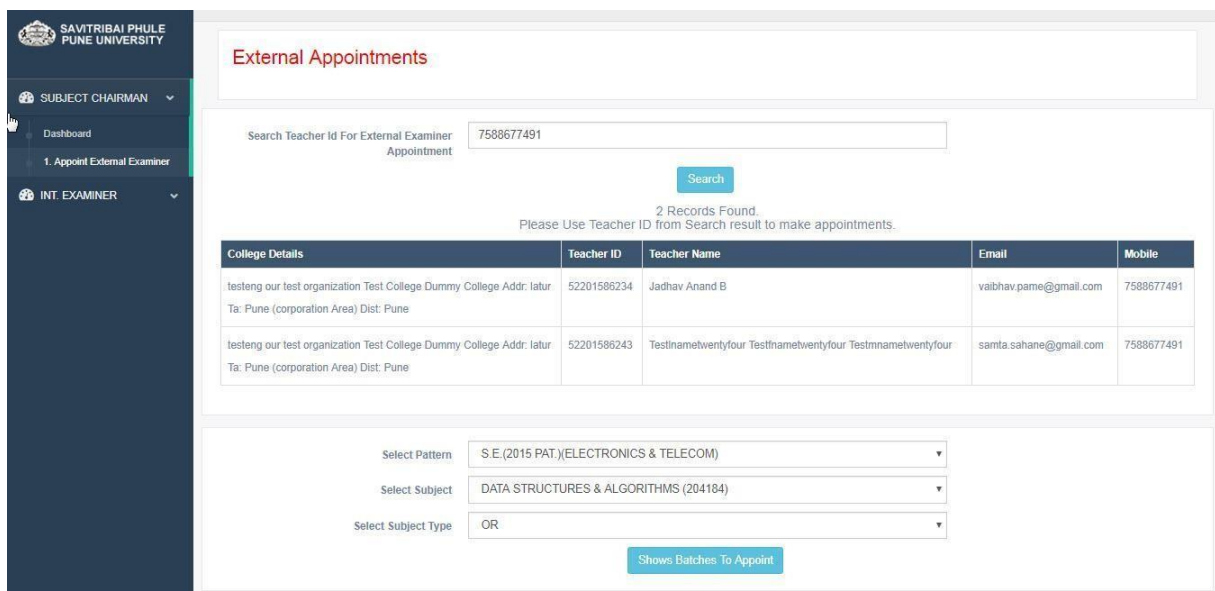 SAVITRIBAI PHULE
PUNE UNIVERSITY
SUBJECT CHAIRMAN
Dashboard
1. Appoint External Examiner
INT. EXAMINER
External Appointments
Search Teacher Id For External Examiner
Appointment
7588677491
Search
2 Records Found.
Please Use Teacher ID from Search result to make appointments.
College Details Teacher ID Teacher Name Email Mobile
testeng our test organization Test College Dummy College Addr: latur 52201586234 Jadhav Anand B vaibhav.pame@gmail.com 7588677491
Ta: Pune (corporation Area) Dist: Pune
testeng our test organization Test College Dummy College Addr: latur 52201586243 Testlnametwentyfour Testfnametwentyfour Testmnametwentyfour samta.sahane@gmail.com 7588677491
Ta: Pune (corporation Area) Dist: Pune
Select Pattern S.E.(2015 PAT.)(ELECTRONICS & TELECOM)
Select Subject DATA STRUCTURES & ALGORITHMS (204184)
Select Subject Type OR
Shows Batches To Appoint